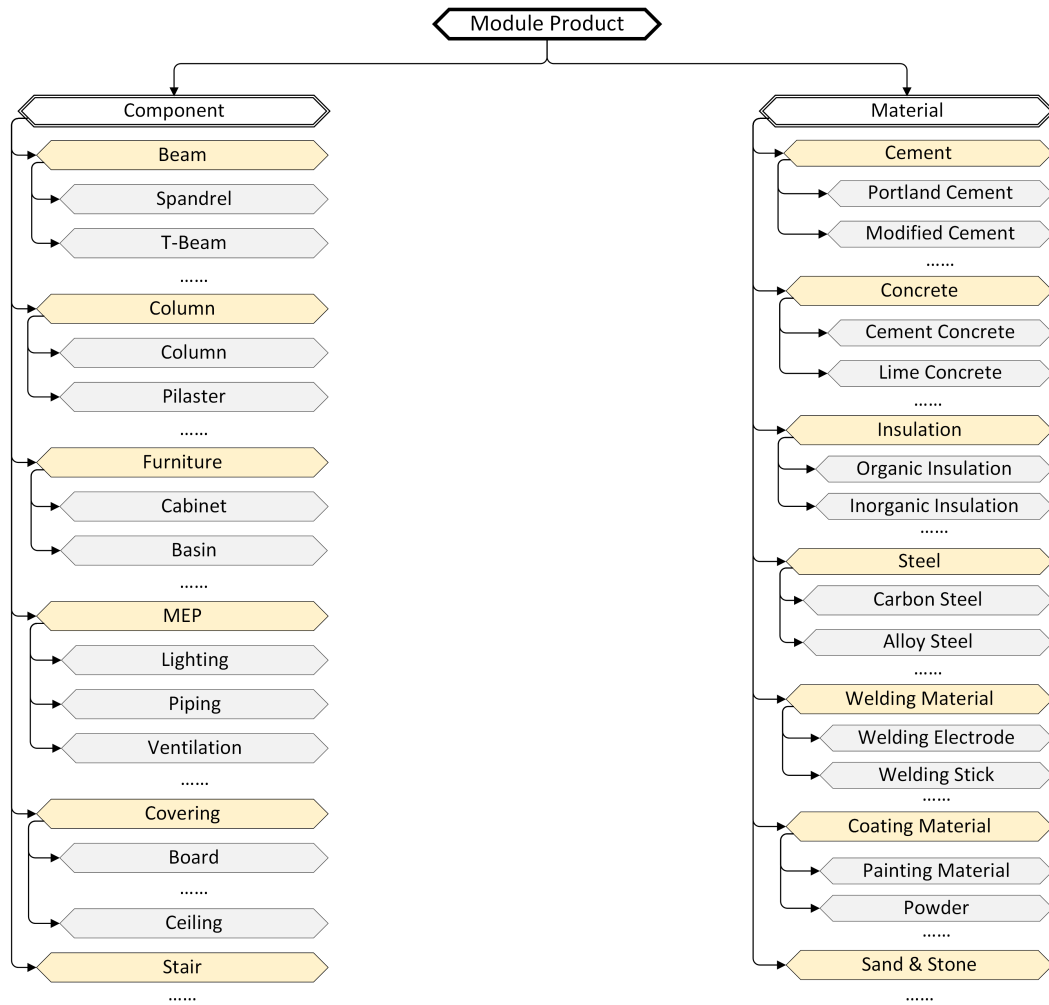 Module Product
Component
Beam
Spandrel
T-Beam
......
Column
Column
Pilaster
......
Furniture
Cabinet
Basin
......
MEP
Lighting
Piping
Ventilation
......
Covering
Board
......
Ceiling
Stair
......
Material
Cement
Portland Cement
Modified Cement
......
Concrete
Cement Concrete
Lime Concrete
......
Insulation
Organic Insulation
Inorganic Insulation
......
Steel
Carbon Steel
Alloy Steel
......
Welding Material
Welding Electrode
Welding Stick
......
Coating Material
Painting Material
Powder
......
Sand & Stone
......